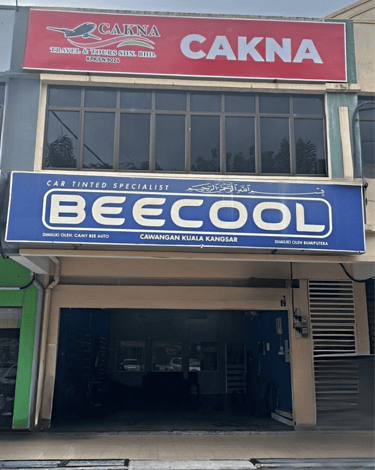 CAKNA
TRAVEL & TOURS SDN. BHD.
CAKNA
CAR TINTED SPECIALIST
بسم الله الرحمن الرحيم
BEECOOL
DIMILIKI OLEH: CAMY BEE AUTO
CAWANGAN KUALA KANGSAR
DIMILIKI OLEH BUMIPUTERA